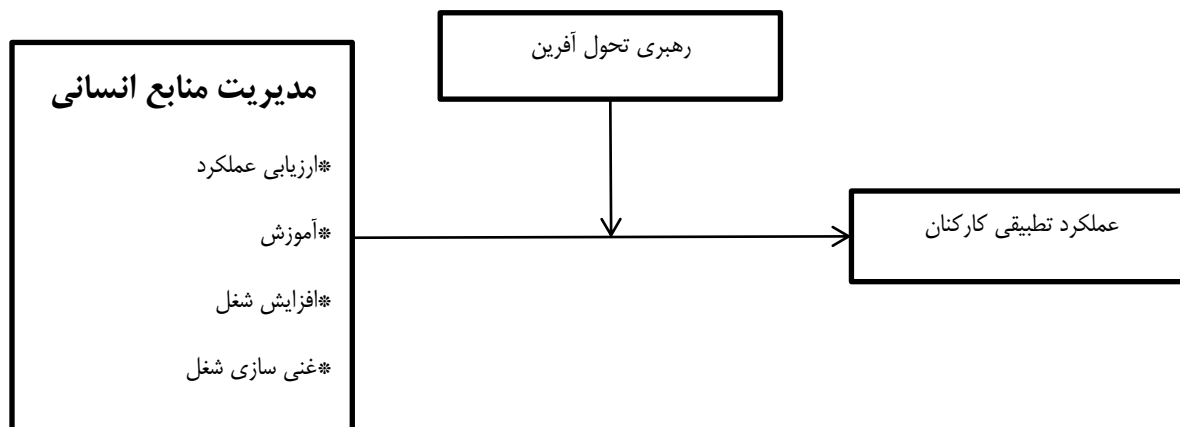 رهبری تحول آفرین
مدیریت منابع انسانی
*ارزیابی عملکرد
*آموزش
*افزایش شغل
*غنی سازی شغل
عملکرد تطبیقی کارکنان